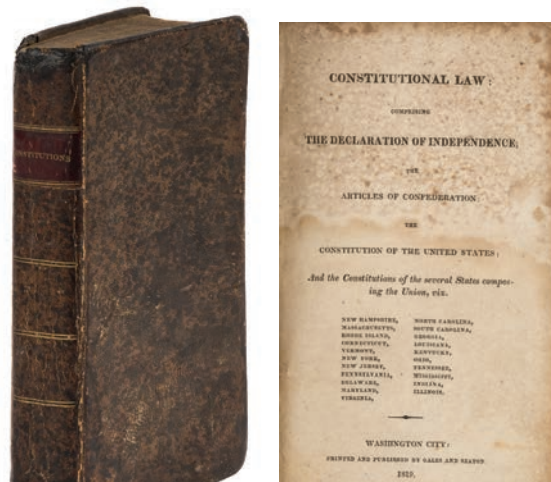 CONSTITUTIONS
CONSTITUTIONAL LAW:
COMPRISING
THE DECLARATION OF INDEPENDENCE;
THE
ARTICLES OF CONFEDERATION;
THE
CONSTITUTION OF THE UNITED STATES;
And the Constitutions of the several States compos-
ing the Union, viz.
NEW HAMPSHIRE,
MASSACHUSETTS,
RHODE ISLAND,
CONNECTICUT,
VERMONT,
NEW YORK,
NEW JERSEY,
PENNSYLVANIA,
DELAWARE,
MARYLAND,
VIRGINIA,
NORTH CAROLINA,
SOUTH CAROLINA,
GEORGIA,
LOUISIANA,
KENTUCKY,
OHIO,
TENNESSEE,
MISSISSIPPI,
INDIANA,
ILLINOIS.
WASHINGTON CITY:
PRINTED AND PUBLISHED BY GALES AND SEATON
1819.